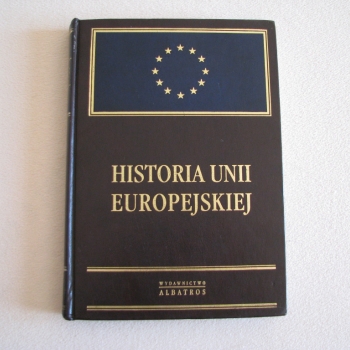 HISTORIA UNII
EUROPEJSKIEJ
WYDAWNICTWO
ALBATROS